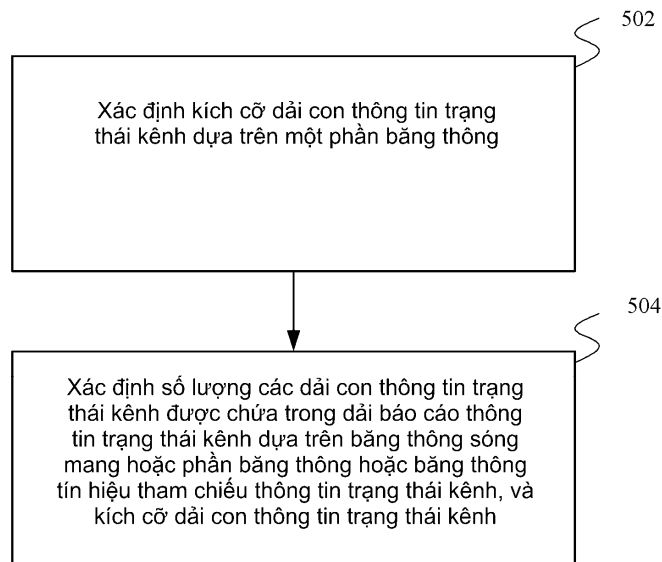 502
Xác định kích cỡ dải con thông tin trạng
thái kênh dựa trên một phần băng thông
504
Xác định số lượng các dải con thông tin trạng
thái kênh được chứa trong dải báo cáo thông
tin trạng thái kênh dựa trên băng thông sóng
mang hoặc phần băng thông hoặc băng thông
tín hiệu tham chiếu thông tin trạng thái kênh, và
kích cỡ dải con thông tin trạng thái kênh